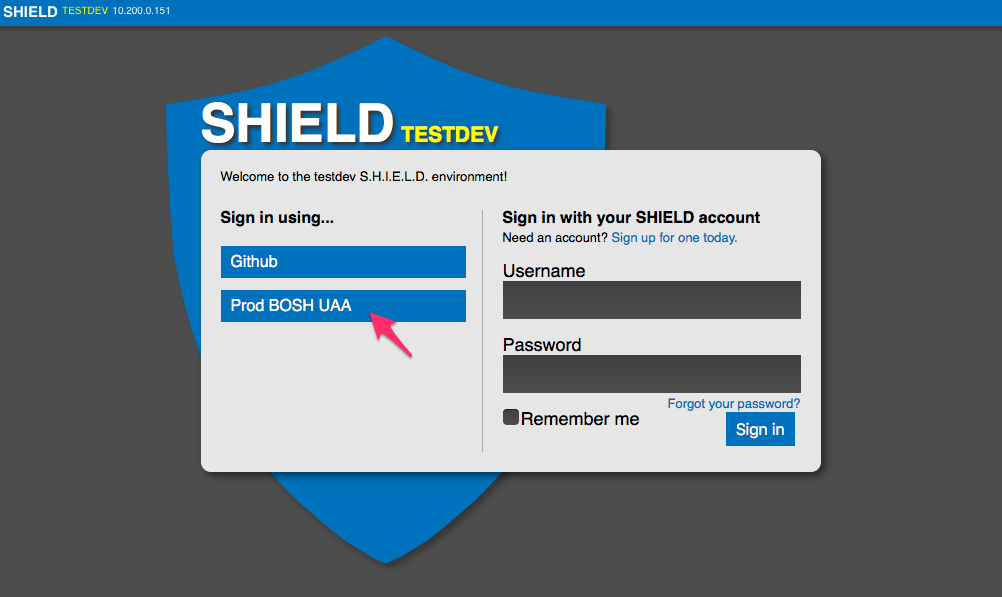 SHIELD TESTDEV 10.200.0.151
SHIELD TESTDEV
Welcome to the testdev S.H.I.E.L.D. environment!
Sign in using...
Github
Prod BOSH UAA
Sign in with your SHIELD account
Need an account? Sign up for one today.
Username
Password
Forgot your password?
Remember me
Sign in